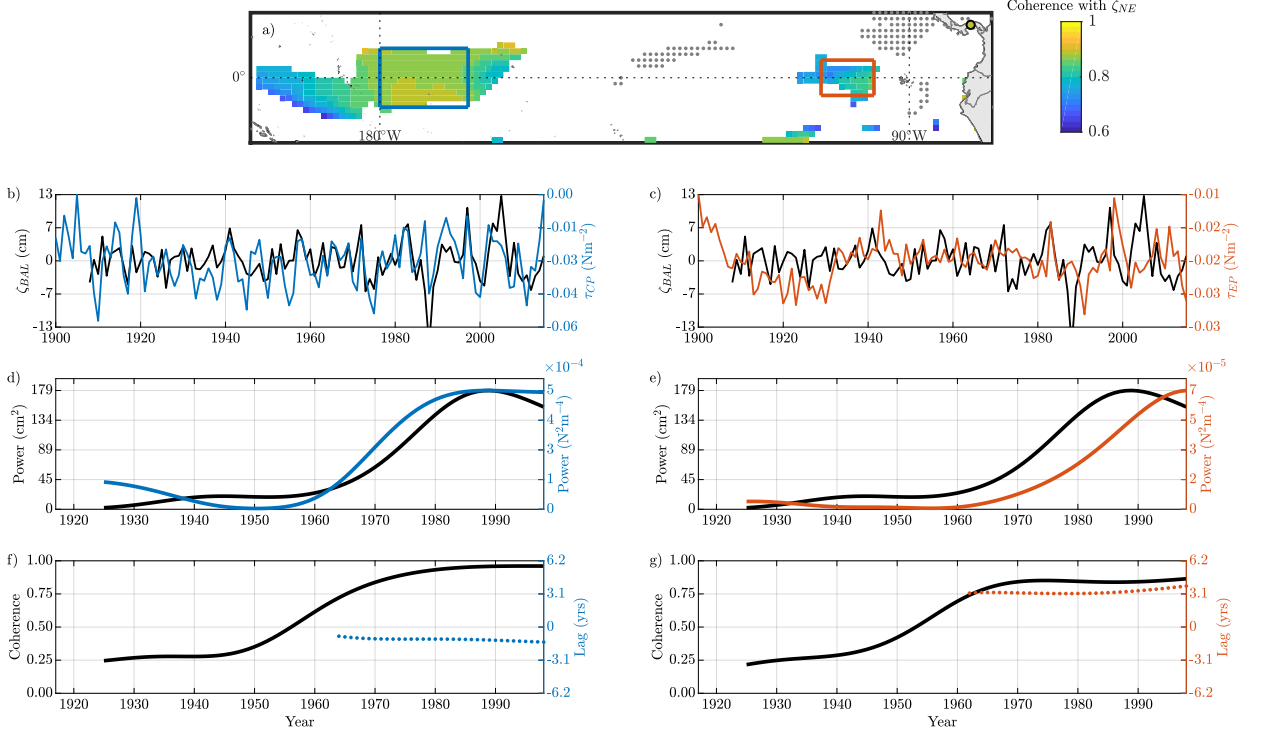 Coherence with ζNE
a)
0°
180°W
90°W
1
0.8
0.6
b)
13
7
0
-7
-13
ζBAL (cm)
0.00
-0.01
-0.03
-0.04
-0.06
τCP (Nm−2)
1900 1920 1940 1960 1980 2000
c)
13
7
0
-7
-13
ζBAL (cm)
-0.01
-0.02
-0.02
-0.03
-0.03
τEP (Nm−2)
1900 1920 1940 1960 1980 2000
d)
179
134
89
45
0
Power (cm2)
×10−4
5
4
3
1
0
Power (N2m−4)
1920 1930 1940 1950 1960 1970 1980 1990
e)
179
134
89
45
0
Power (cm2)
×10−5
7
5
3
2
0
Power (N2m−4)
1920 1930 1940 1950 1960 1970 1980 1990
f)
1.00
0.75
0.50
0.25
0.00
Coherence
6.2
3.1
0
-3.1
-6.2
Lag (yrs)
1920 1930 1940 1950 1960 1970 1980 1990
Year
g)
1.00
0.75
0.50
0.25
0.00
Coherence
6.2
3.1
0
-3.1
-6.2
Lag (yrs)
1920 1930 1940 1950 1960 1970 1980 1990
Year